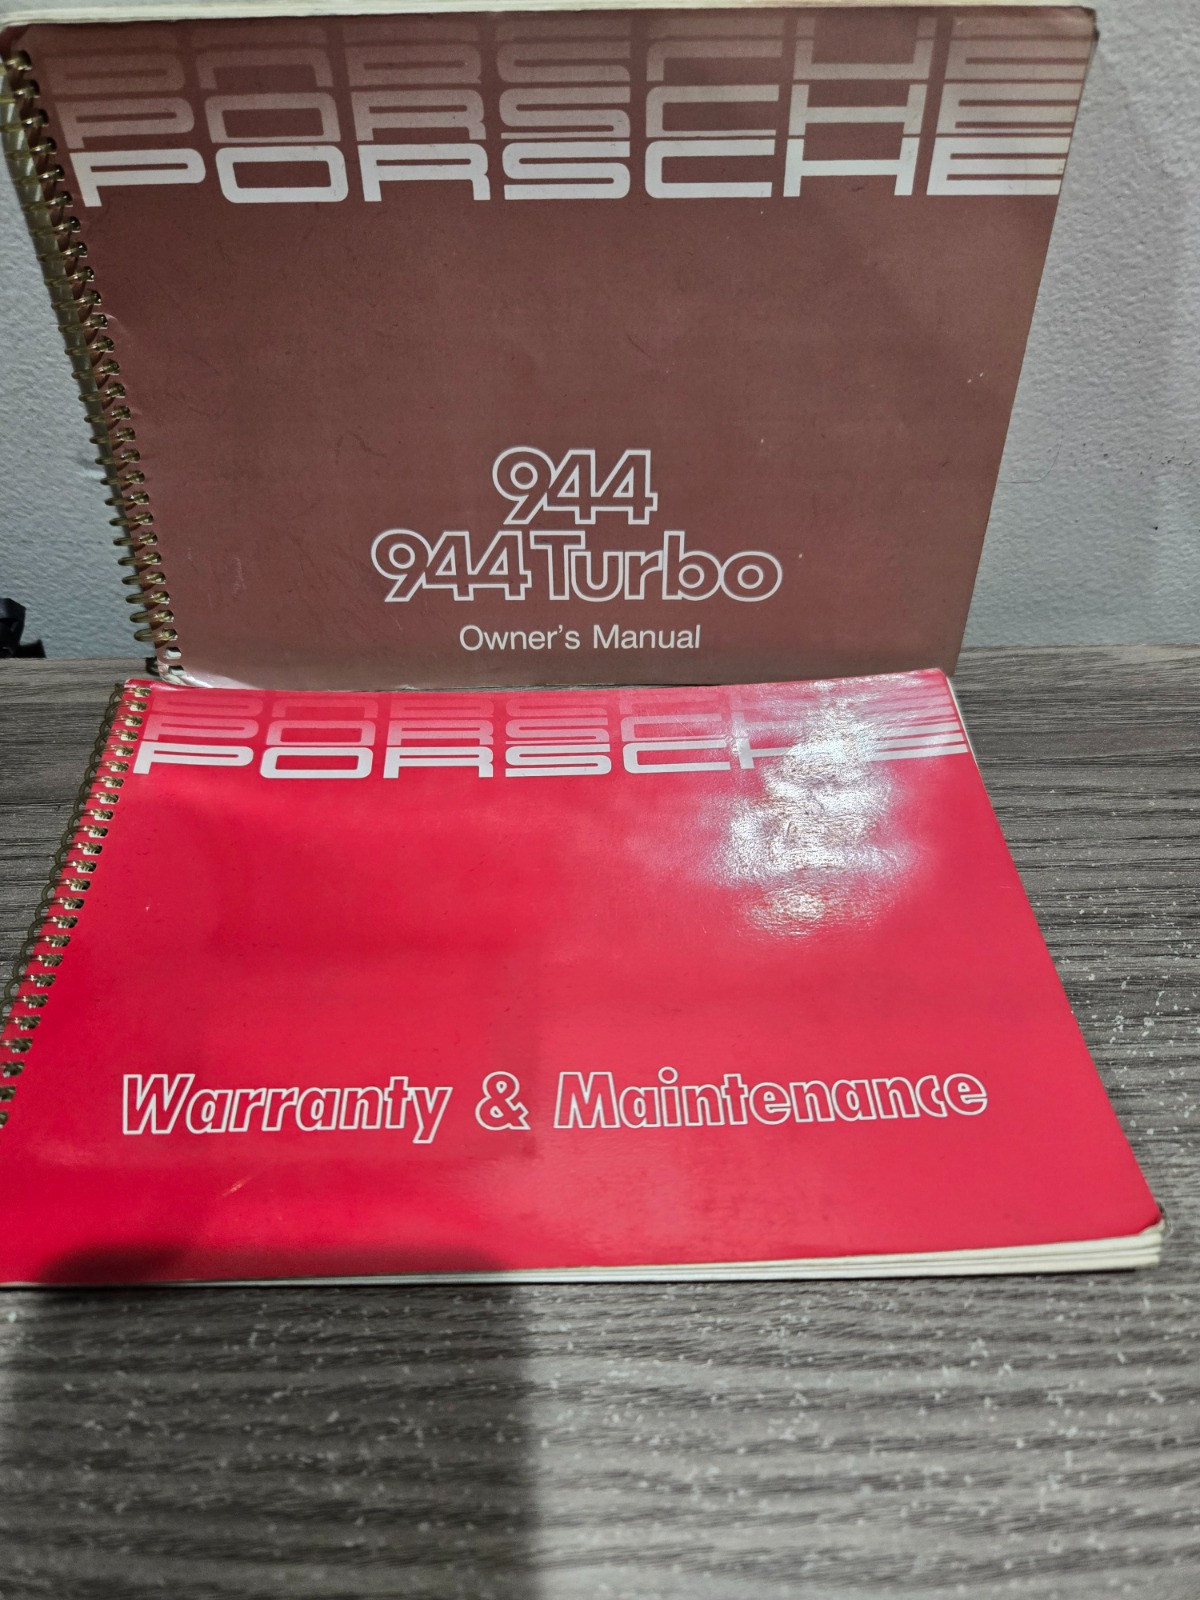 PORSCHE
PORSCHE
PORSCHE
944
944 Turbo
Owner's Manual
PORSCHE
PORSCHE
PORSCHE
Warranty & Maintenance